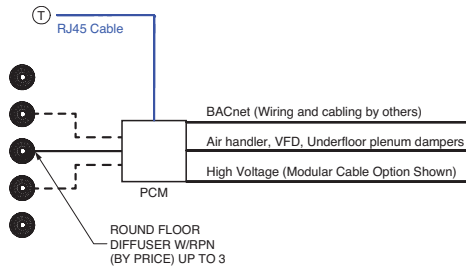 T
RJ45 Cable
BACnet (Wiring and cabling by others)
Air handler, VFD, Underfloor plenum dampers
High Voltage (Modular Cable Option Shown)
PCM
ROUND FLOOR
DIFFUSER W/RPN
(BY PRICE) UP TO 3